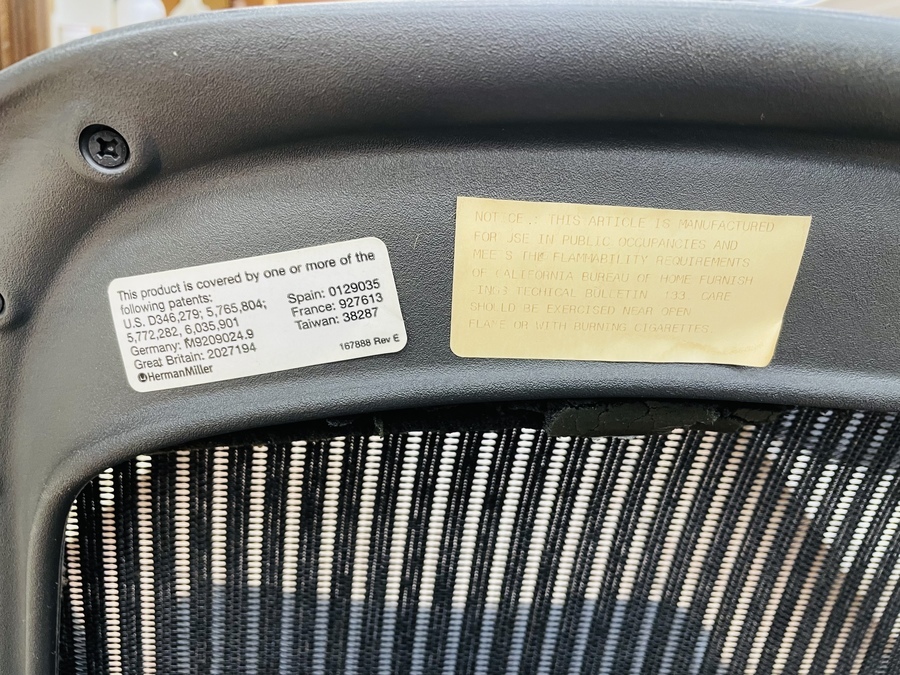 This product is covered by one or more of the
following patents:
U.S. D346,279; 5,765,804;
5,772,282, 6,035,901
Germany: M9209024.9
Great Britain: 2027194
HermanMiller
Spain: 0129035
France: 927613
Taiwan: 38287
167888 Rev E
NOTICE: THIS ARTICLE IS MANUFACTURED
FOR USE IN PUBLIC OCCUPANCIES AND
MEE S THE FLAMMABILITY REQUIREMENTS
OF CALIFORNIA BUREAU OF HOME FURNISH
ING TECHICAL BULLETIN 133. CARE
SHOULD BE EXERCISED NEAR OPEN
FLAME OR WITH BURNING CIGARETTES.